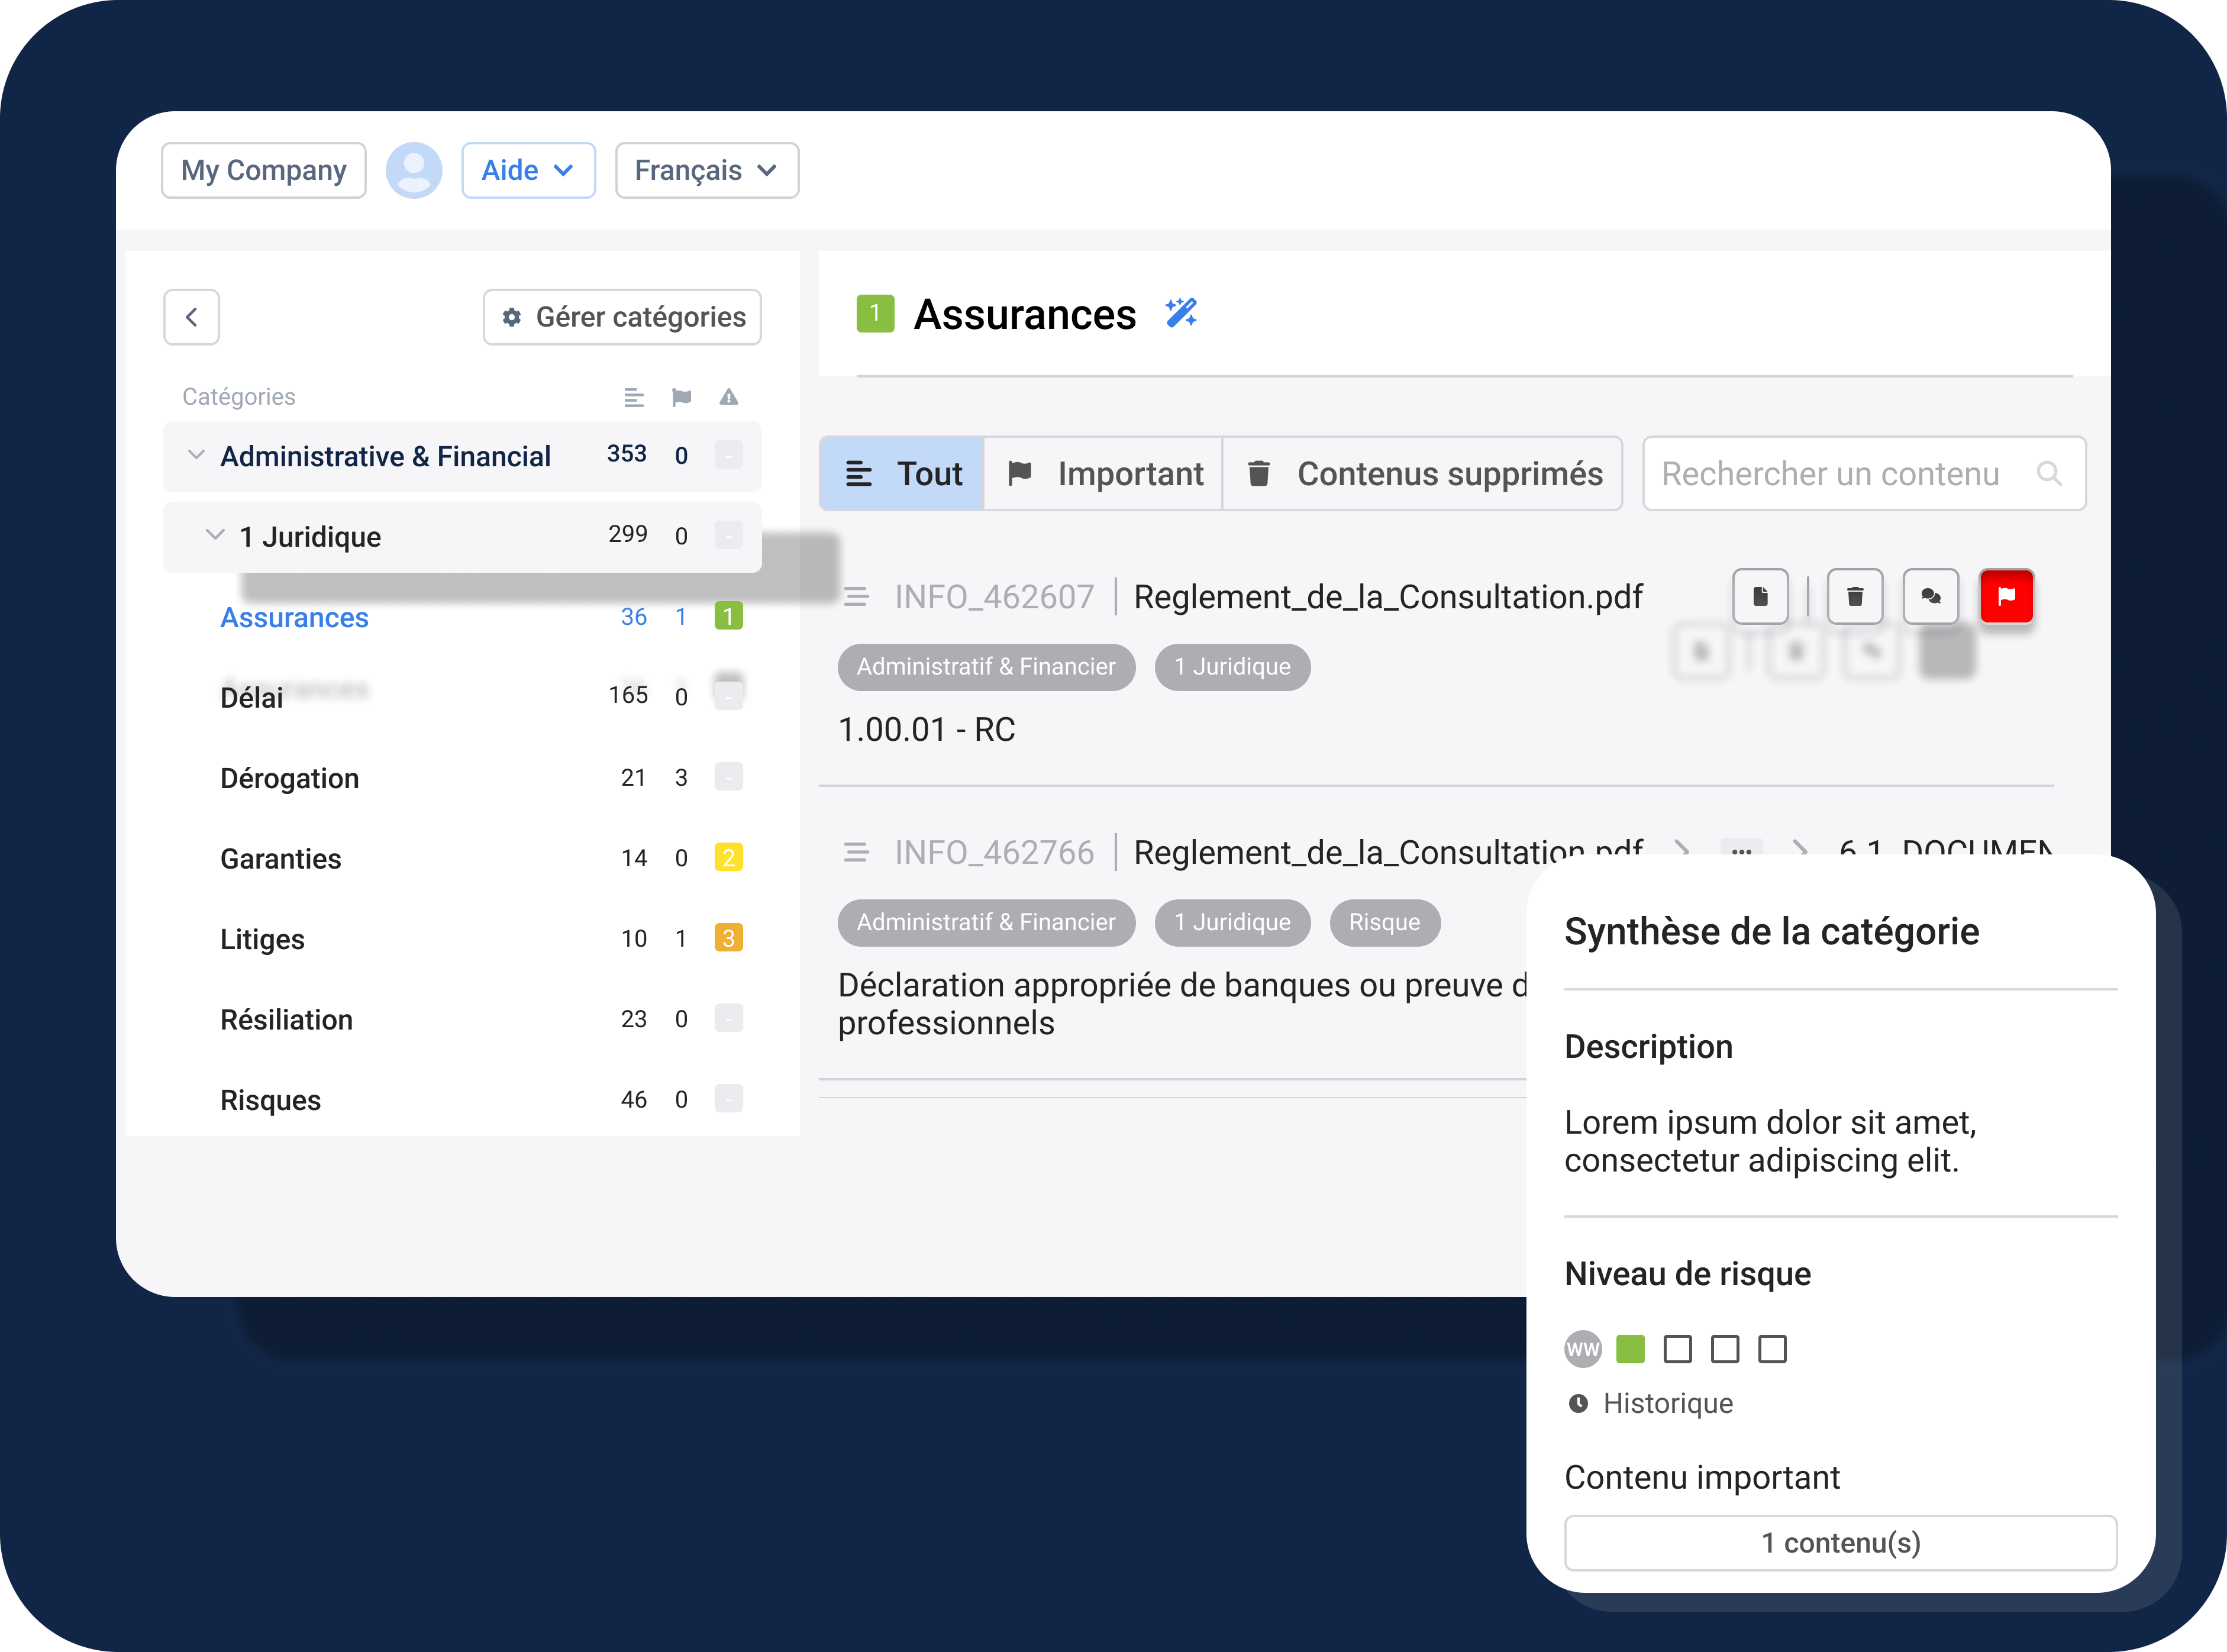 My Company
Aide
Français
Gérer catégories
Catégories
Administrative & Financial 353 0 -
1 Juridique 299 0 -
Assurances 36 1 1
Délai 165 0 -
Dérogation 21 3 -
Garanties 14 0 2
Litiges 10 1 3
Résiliation 23 0 -
Risques 46 0 -
1 Assurances
Tout
Important
Contenus supprimés
Rechercher un contenu
INFO_462607 Reglement_de_la_Consultation.pdf
Administratif & Financier
1 Juridique
1.00.01 - RC
INFO_462766 Reglement_de_la_Consultation.pdf > ... > 6.1 DOCUMEN
Administratif & Financier
1 Juridique
Risque
Déclaration appropriée de banques ou preuve d
professionnels
Synthèse de la catégorie
Description
Lorem ipsum dolor sit amet,
consectetur adipiscing elit.
Niveau de risque
WW
Historique
Contenu important
1 contenu(s)